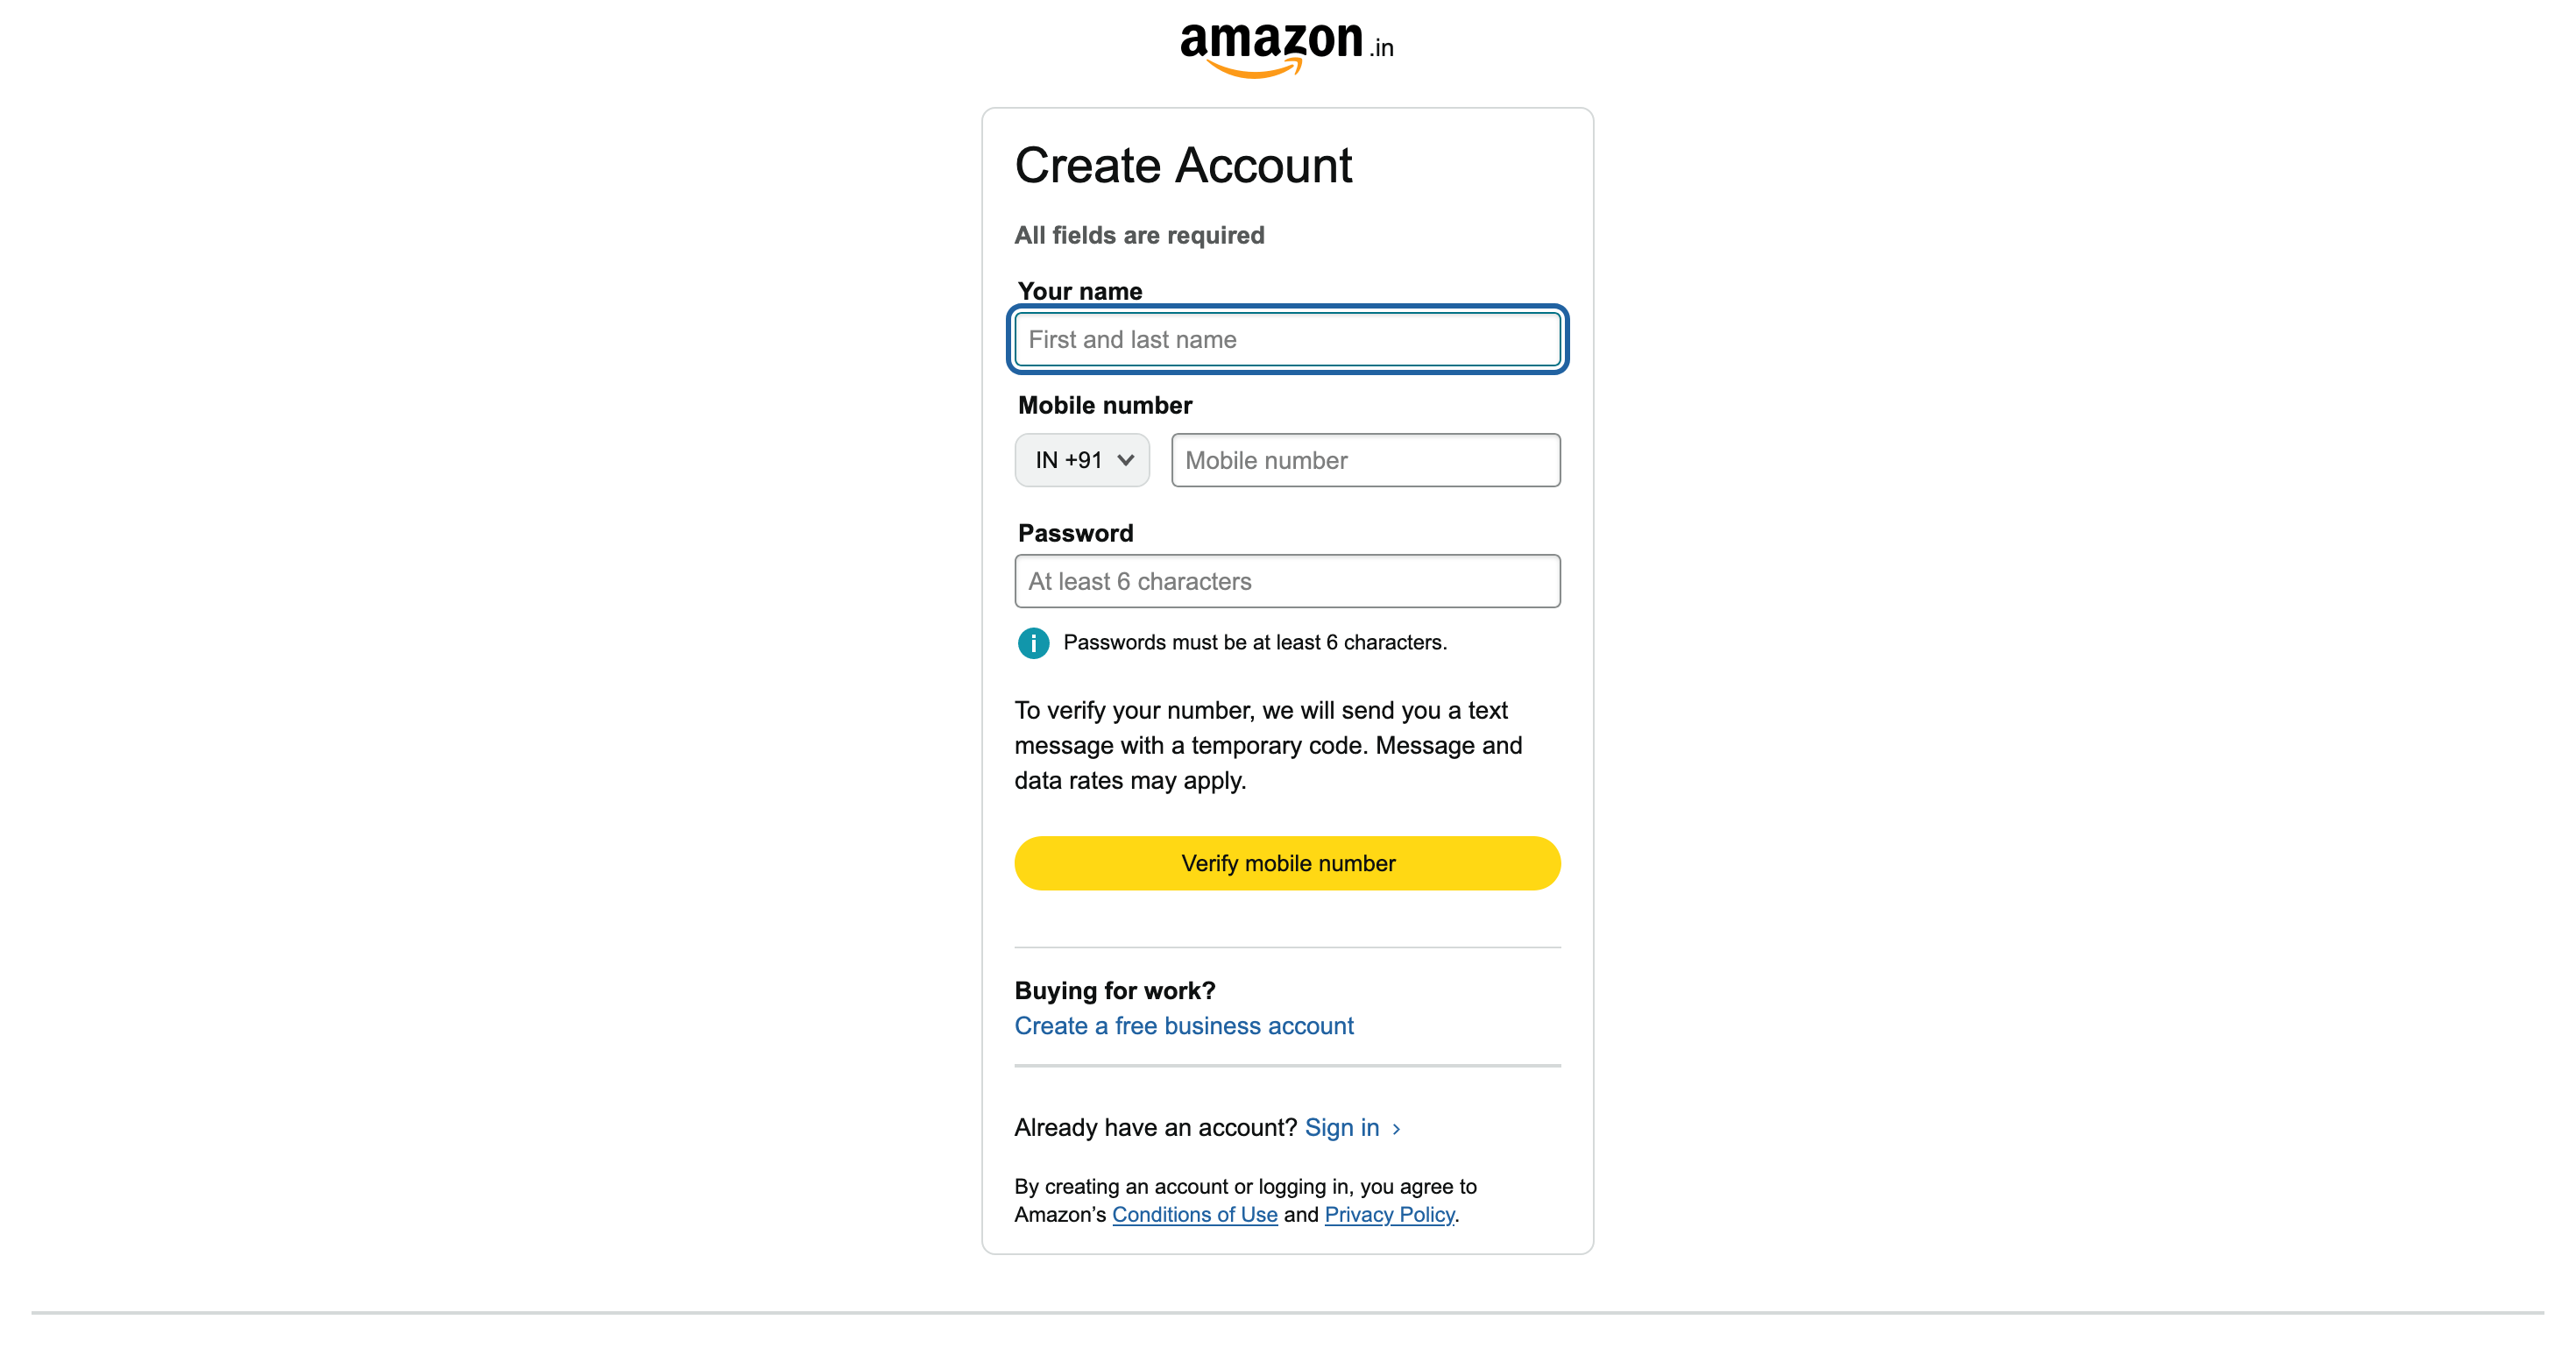 amazon.in
Create Account
All fields are required
Your name
First and last name
Mobile number
IN +91 Mobile number
Password
At least 6 characters
i Passwords must be at least 6 characters.
To verify your number, we will send you a text
message with a temporary code. Message and
data rates may apply.
Verify mobile number
Buying for work?
Create a free business account
Already have an account? Sign in ›
By creating an account or logging in, you agree to
Amazon’s Conditions of Use and Privacy Policy.